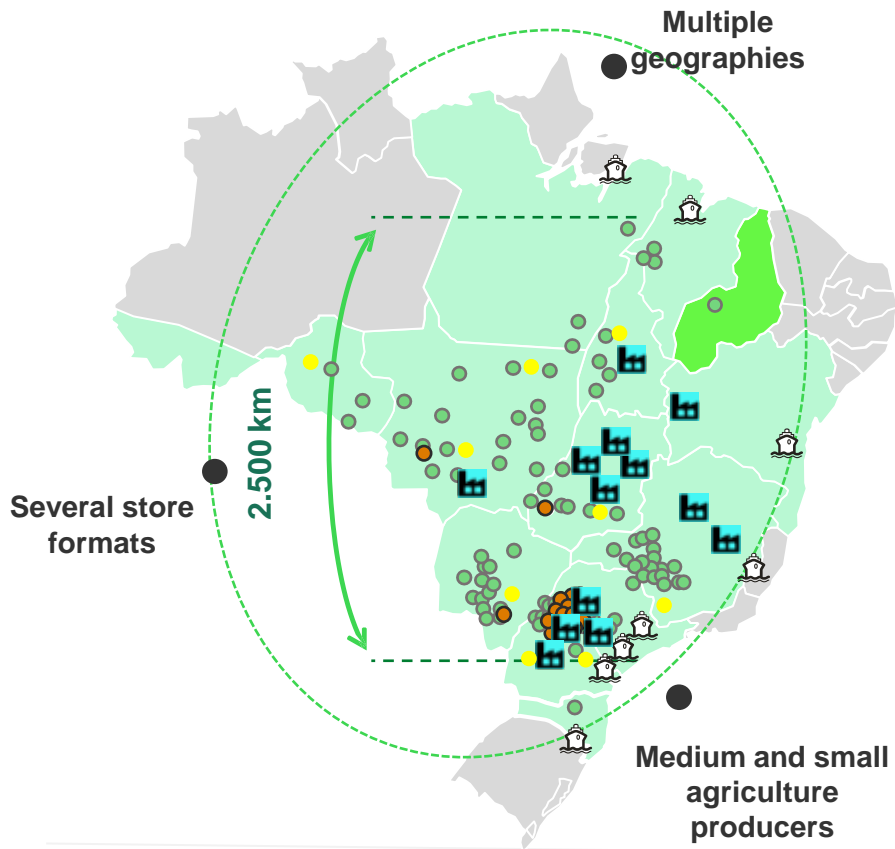 Multiple
geographies
2.500 km
Several store
formats
Medium and small
agriculture
producers